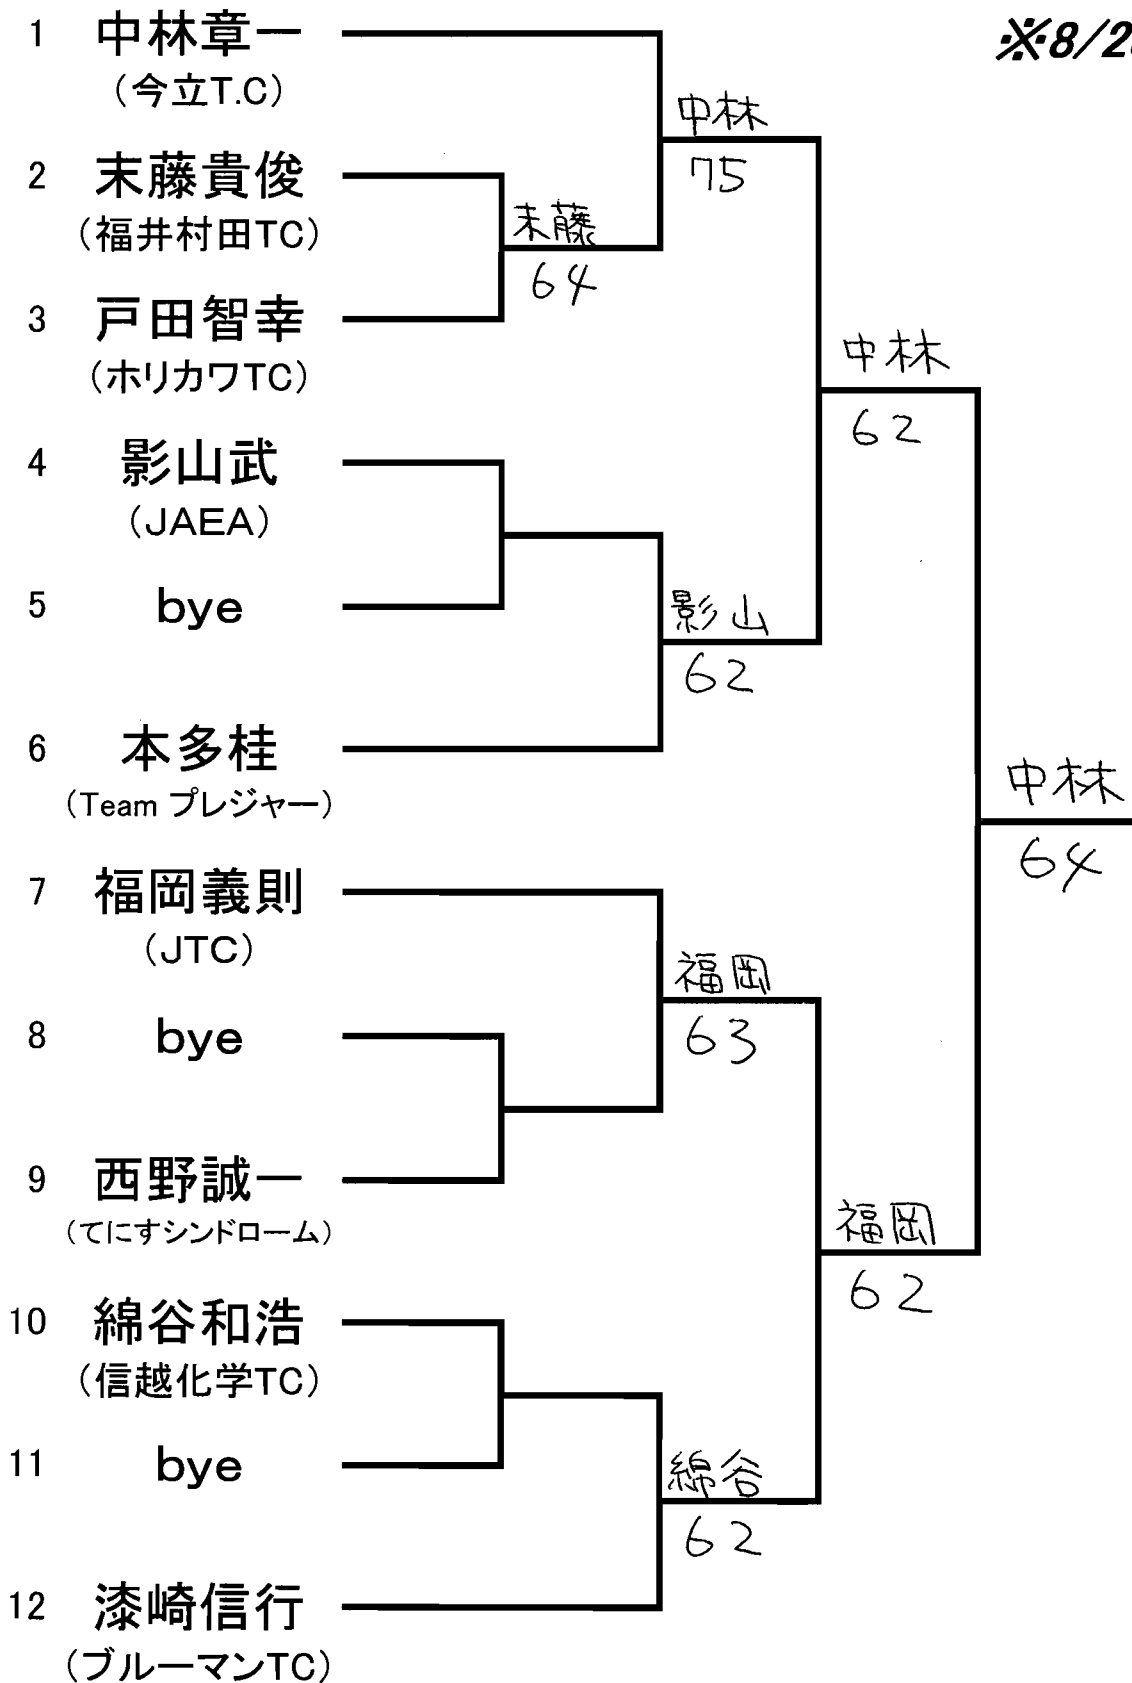 ※8/2
1 中林章一
（今立T.C）
中林
75
2 末藤貴俊
（福井村田TC）
末藤
64
3 戸田智幸
（ホリカワTC）
中林
62
4 影山武
（JAEA）
5 bye
影山
62
6 本多桂
（Team プレジャー）
中林
64
7 福岡義則
（JTC）
福岡
63
8 bye
9 西野誠一
（てにすシンドローム）
福岡
62
10 綿谷和浩
（信越化学TC）
11 bye
綿谷
62
12 漆崎信行
（ブルーマンTC）